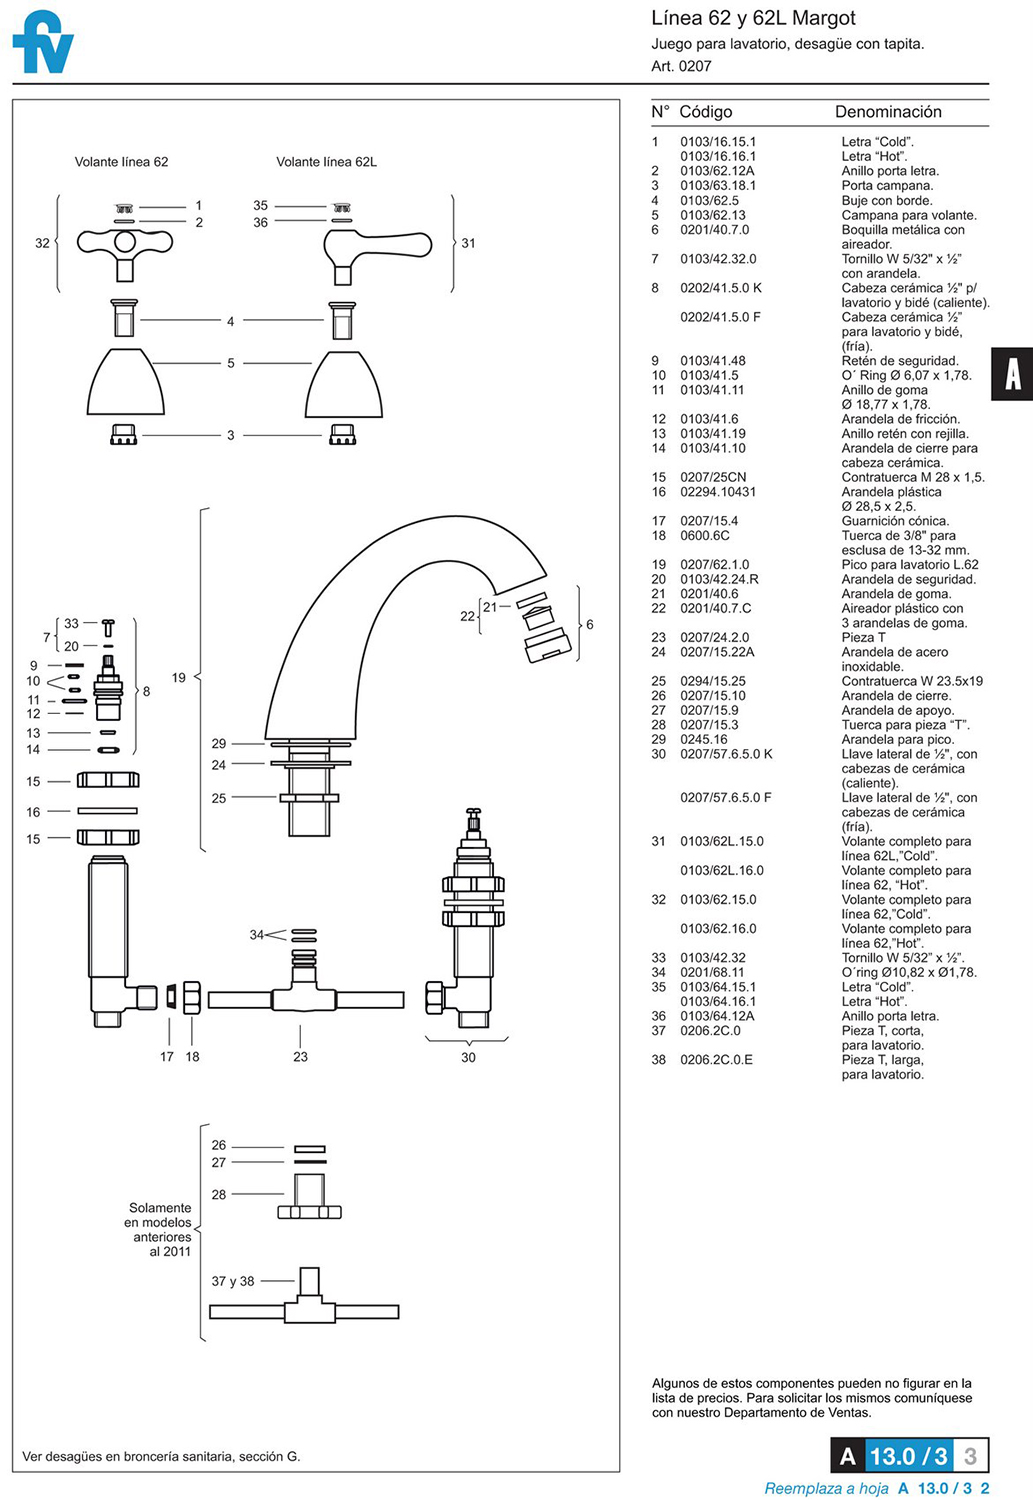 fv
Línea 62 y 62L Margot
Juego para lavatorio, desagüe con tapita.
Art. 0207
Volante línea 62
Volante línea 62L
1
2
32
35
36
31
4
5
3
19
21
22
6
33
7
20
9
10
8
11
12
13
14
29
24
25
15
16
15
34
17
18
23
30
26
27
28
Solamente
en modelos
anteriores
al 2011
37 y 38
Ver desagües en broncería sanitaria, sección G.
N° Código Denominación
1 0103/16.15.1 Letra “Cold”.
0103/16.16.1 Letra “Hot”.
2 0103/62.12A Anillo porta letra.
3 0103/63.18.1 Porta campana.
4 0103/62.5 Buje con borde.
5 0103/62.13 Campana para volante.
6 0201/40.7.0 Boquilla metálica con
aireador.
7 0103/42.32.0 Tornillo W 5/32" x ½”
con arandela.
8 0202/41.5.0 K Cabeza cerámica ½" p/
lavatorio y bidé (caliente).
0202/41.5.0 F Cabeza cerámica ½”
para lavatorio y bidé,
(fría).
9 0103/41.48 Retén de seguridad.
10 0103/41.5 O´ Ring Ø 6,07 x 1,78.
11 0103/41.11 Anillo de goma
Ø 18,77 x 1,78.
12 0103/41.6 Arandela de fricción.
13 0103/41.19 Anillo retén con rejilla.
14 0103/41.10 Arandela de cierre para
cabeza cerámica.
15 0207/25CN Contratuerca M 28 x 1,5.
16 02294.10431 Arandela plástica
Ø 28,5 x 2,5.
17 0207/15.4 Guarnición cónica.
18 0600.6C Tuerca de 3/8" para
esclusa de 13-32 mm.
19 0207/62.1.0 Pico para lavatorio L.62
20 0103/42.24.R Arandela de seguridad.
21 0201/40.6 Arandela de goma.
22 0201/40.7.C Aireador plástico con
3 arandelas de goma.
23 0207/24.2.0 Pieza T
24 0207/15.22A Arandela de acero
inoxidable.
25 0294/15.25 Contratuerca W 23.5x19
26 0207/15.10 Arandela de cierre.
27 0207/15.9 Arandela de apoyo.
28 0207/15.3 Tuerca para pieza “T”.
29 0245.16 Arandela para pico.
30 0207/57.6.5.0 K Llave lateral de ½", con
cabezas de cerámica
(caliente).
0207/57.6.5.0 F Llave lateral de ½", con
cabezas de cerámica
(fría).
31 0103/62L.15.0 Volante completo para
línea 62L,”Cold”.
0103/62L.16.0 Volante completo para
línea 62, “Hot”.
32 0103/62.15.0 Volante completo para
línea 62,”Cold”.
0103/62.16.0 Volante completo para
línea 62,”Hot”.
33 0103/42.32 Tornillo W 5/32” x ½”.
34 0201/68.11 O´ring Ø10,82 x Ø1,78.
35 0103/64.15.1 Letra “Cold”.
0103/64.16.1 Letra “Hot”.
36 0103/64.12A Anillo porta letra.
37 0206.2C.0 Pieza T, corta,
para lavatorio.
38 0206.2C.0.E Pieza T, larga,
para lavatorio.
A
Algunos de estos componentes pueden no figurar en la
lista de precios. Para solicitar los mismos comuníquese
con nuestro Departamento de Ventas.
A 13.0 / 3 3
Reemplaza a hoja A 13.0 / 3 2